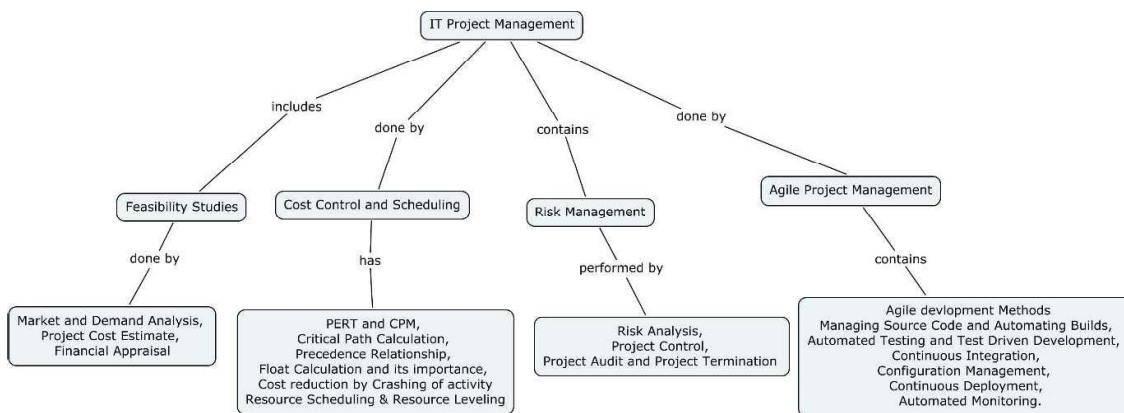 IT Project Management
includes
done by
contains
done by
Feasibility Studies
Cost Control and Scheduling
Risk Management
Agile Project Management
done by
has
performed by
contains
Market and Demand Analysis,
Project Cost Estimate,
Financial Appraisal
PERT and CPM,
Critical Path Calculation,
Precedence Relationship,
Float Calculation and its importance,
Cost reduction by Crashing of activity
Resource Scheduling & Resource Leveling
Risk Analysis,
Project Control,
Project Audit and Project Termination
Agile devlopment Methods
Managing Source Code and Automating Builds,
Automated Testing and Test Driven Development,
Continuous Integration,
Configuration Management,
Continuous Deployment,
Automated Monitoring.